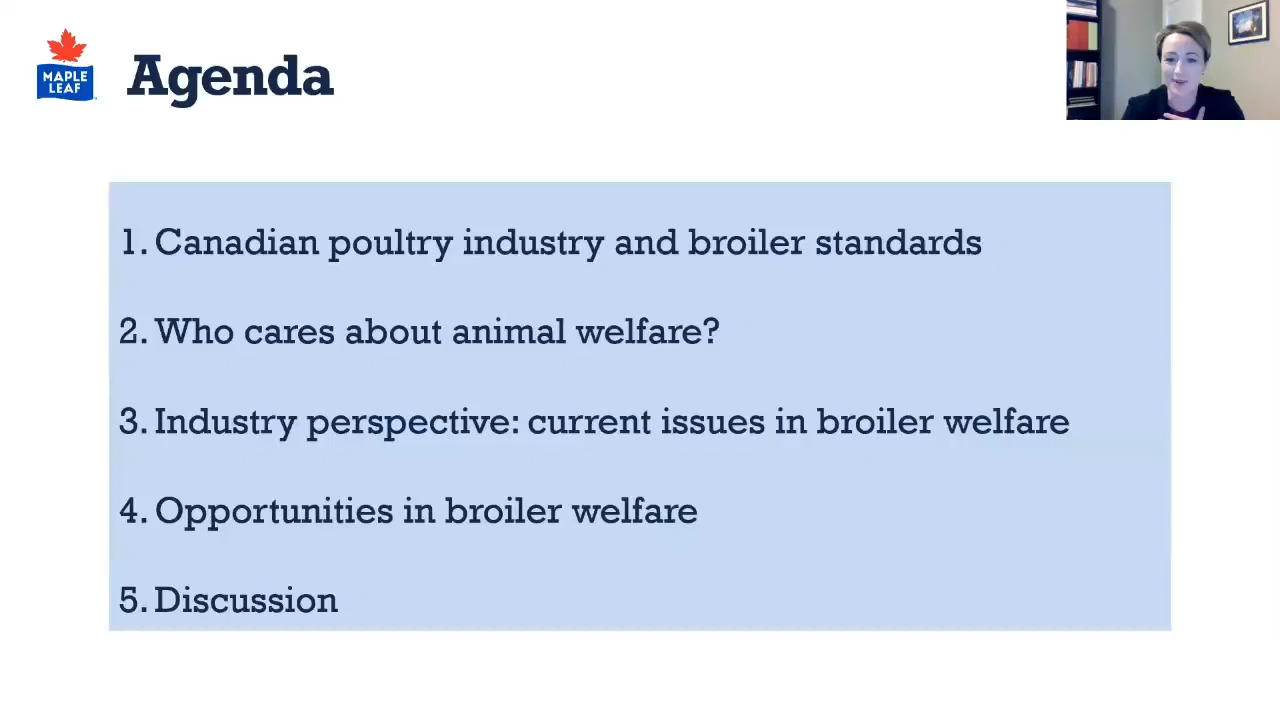 MAPLE
LEAF
Agenda
1. Canadian poultry industry and broiler standards
2. Who cares about animal welfare?
3. Industry perspective: current issues in broiler welfare
4. Opportunities in broiler welfare
5. Discussion